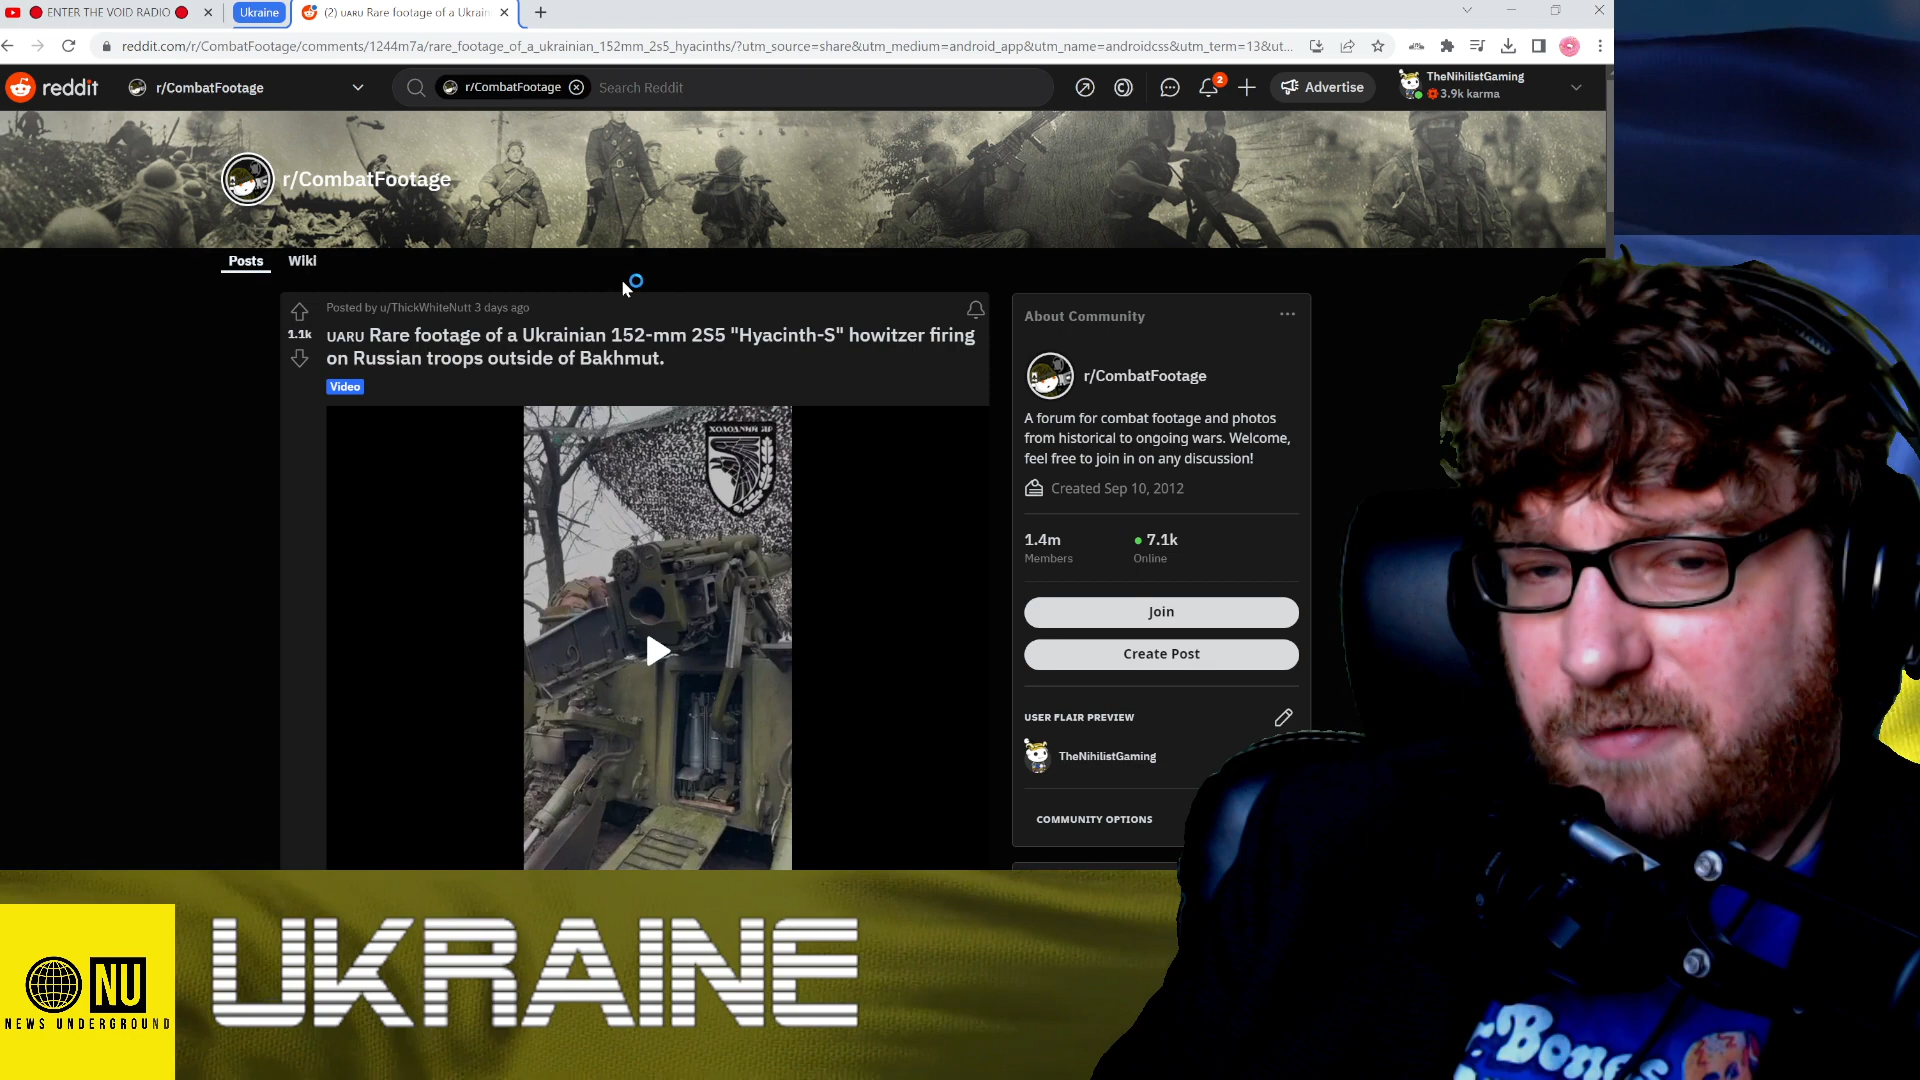 ENTER THE VOID RADIO
Ukraine
(2) UARU Rare footage of a Ukrain
reddit.com/r/CombatFootage/comments/1244m7a/rare_footage_of_a_ukrainian_152mm_2s5_hyacinths/?utm_source=share&utm_medium=android_app&utm_name=androidcss&utm_term=13&ut...
reddit
r/CombatFootage
r/CombatFootage
Search Reddit
2
Advertise
TheNihilistGaming
3.9k karma
r/CombatFootage
Posts
Wiki
Posted by u/ThickWhiteNutt 3 days ago
1.1k
UARU Rare footage of a Ukrainian 152-mm 2S5 "Hyacinth-S" howitzer firing
on Russian troops outside of Bakhmut.
Video
ХОЛОДНИЙ ЯР
About Community
r/CombatFootage
A forum for combat footage and photos
from historical to ongoing wars. Welcome,
feel free to join in on any discussion!
Created Sep 10, 2012
1.4m
7.1k
Members
Online
Join
Create Post
USER FLAIR PREVIEW
TheNihilistGaming
COMMUNITY OPTIONS
NU
NEWS UNDERGROUND
UKRAINE
Bones